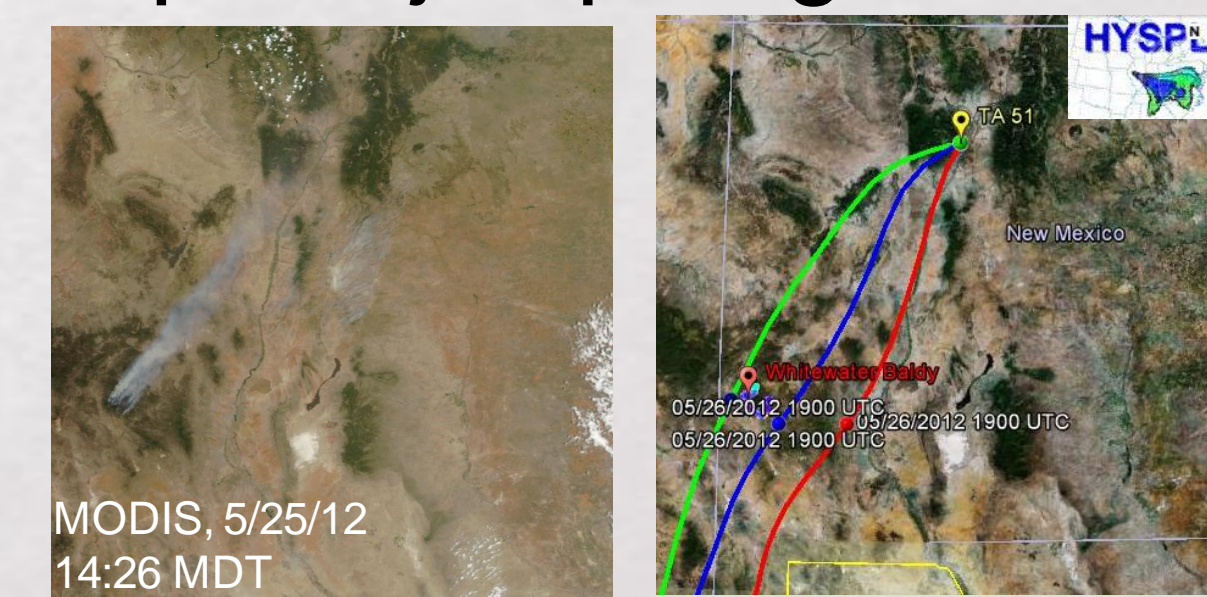 MODIS, 5/25/12
14:26 MDT
HYSPL
N
TA 51
New Mexico
Whitewater Baldy
05/26/2012 1900 UTC
05/26/2012 1900 UTC
05/26/2012 1900 UTC